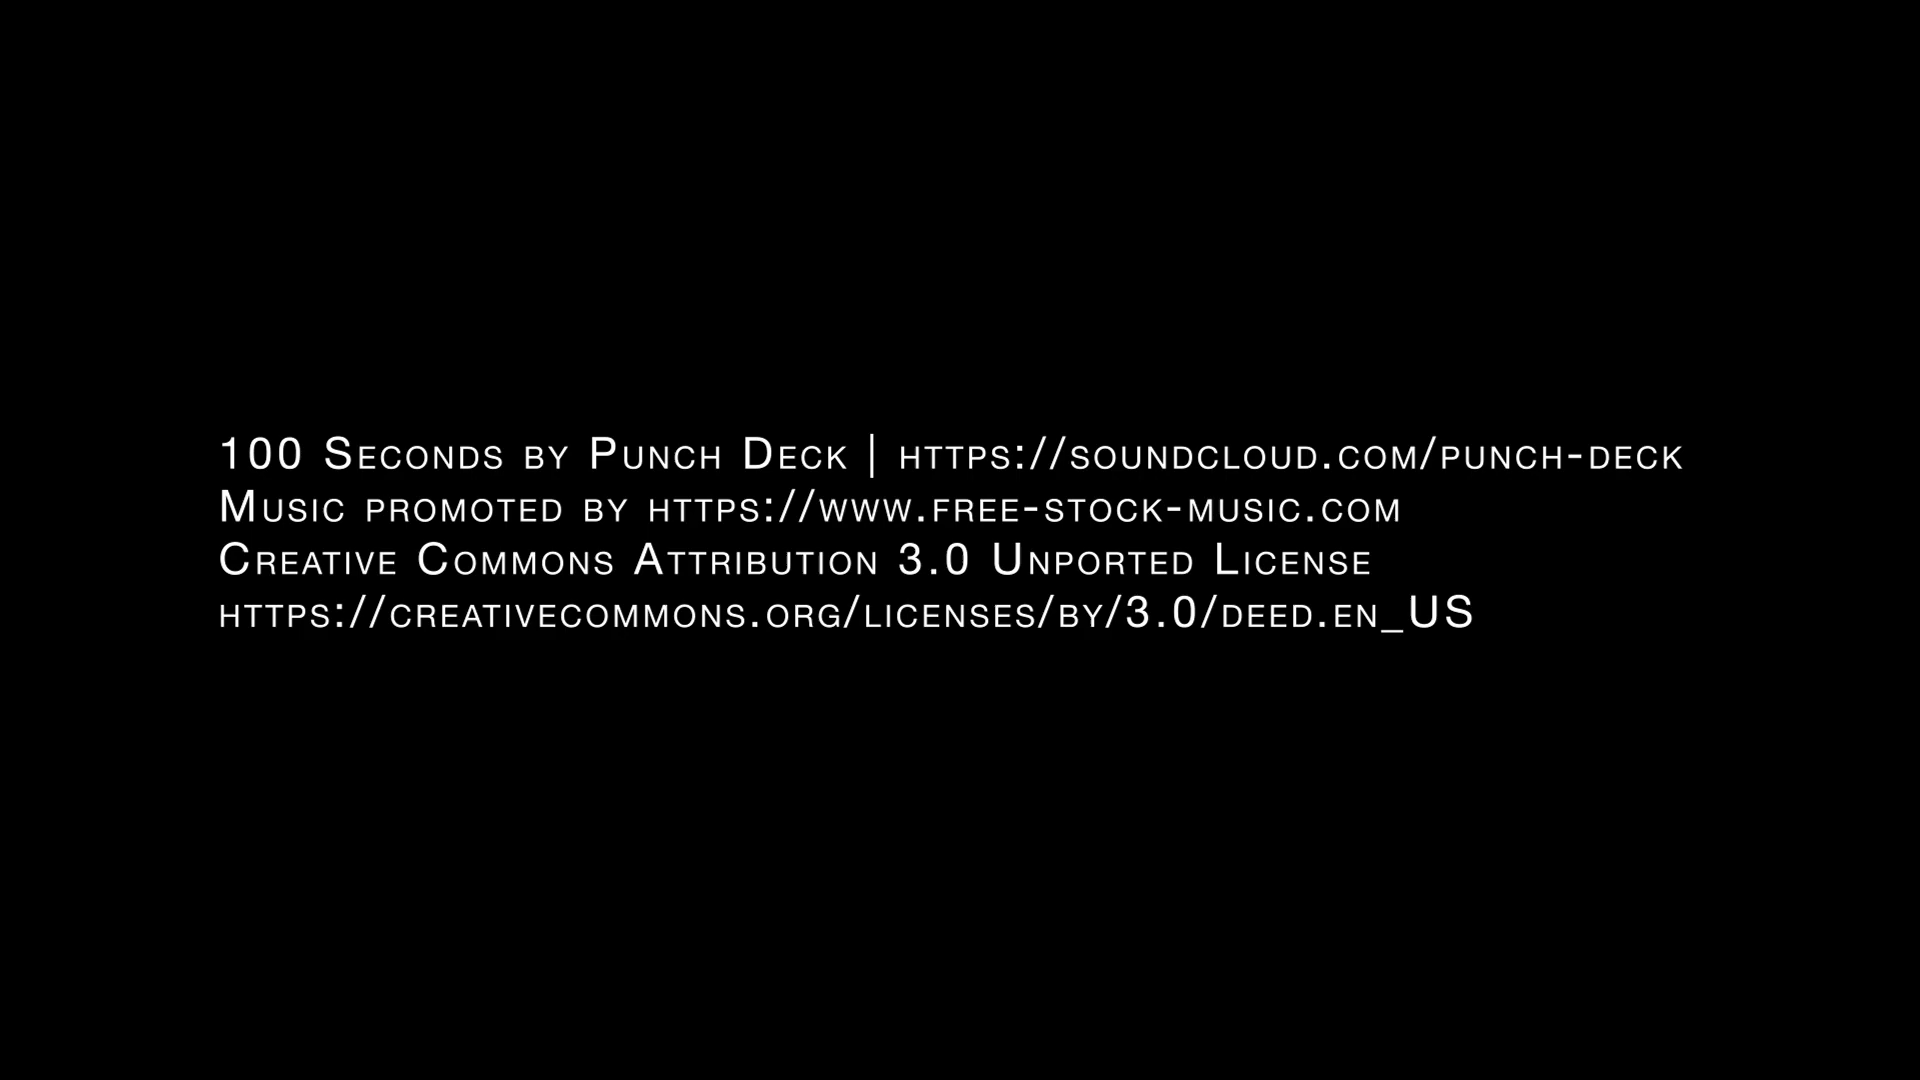 100 Seconds by Punch Deck | https://soundcloud.com/punch-deck
Music promoted by https://www.free-stock-music.com
Creative Commons Attribution 3.0 Unported License
https://creativecommons.org/licenses/by/3.0/deed.en_US